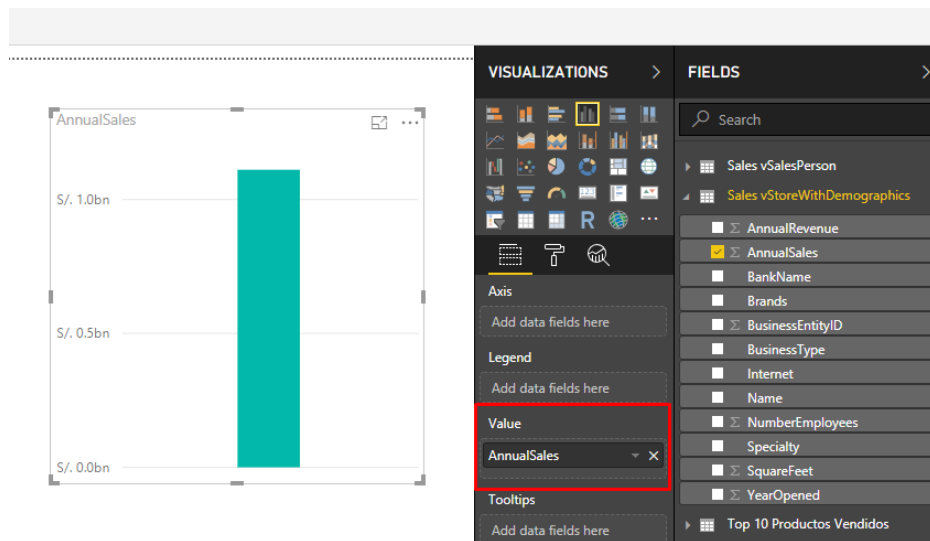 VISUALIZATIONS
FIELDS
Search
AnnualSales
S/. 1.0bn
S/. 0.5bn
S/. 0.0bn
R
Axis
Add data fields here
Legend
Add data fields here
Value
AnnualSales
Tooltips
Add data fields here
Sales vSalesPerson
Sales vStoreWithDemographics
Σ AnnualRevenue
Σ AnnualSales
BankName
Brands
Σ BusinessEntityID
BusinessType
Internet
Name
Σ NumberEmployees
Specialty
Σ SquareFeet
Σ YearOpened
Top 10 Productos Vendidos